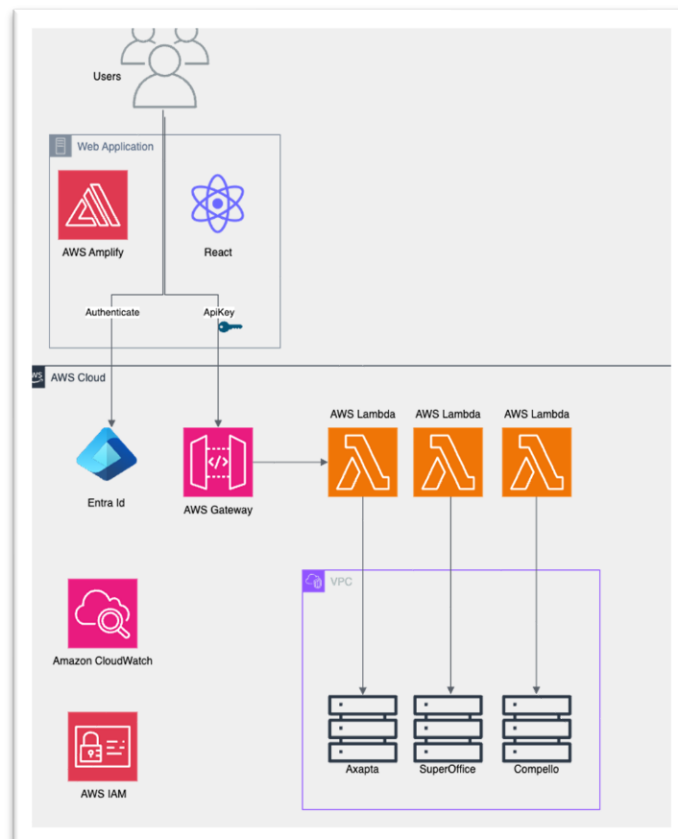 Users
Web Application
AWS Amplify
React
Authenticate
ApiKey
AWS Cloud
AWS Lambda
AWS Lambda
AWS Lambda
Entra Id
AWS Gateway
VPC
Amazon CloudWatch
Axapta
SuperOffice
Compello
AWS IAM